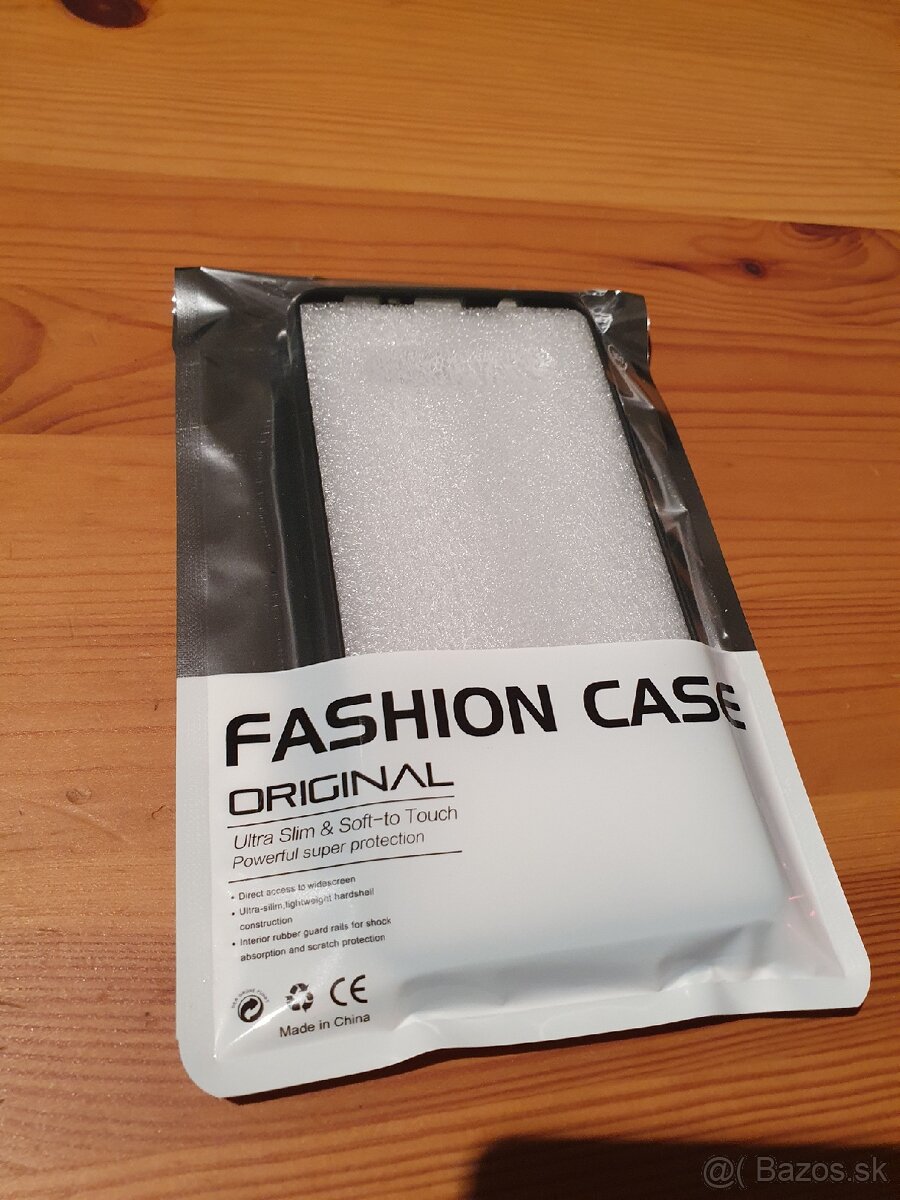 FASHION CASE
ORIGINAL
Ultra Slim & Soft-to Touch
Powerful super protection
• Direct access to widescreen
• Ultra-silim,lightweight hardshell
construction
• Interior rubber guard rails for shock
absorption and scratch protection
CE
Made in China
@( Bazos.sk